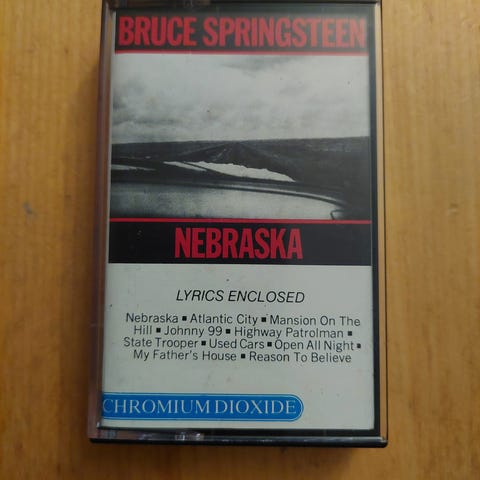 BRUCE SPRINGSTEEN
NEBRASKA
LYRICS ENCLOSED
Nebraska ▪ Atlantic City ▪ Mansion On The
Hill ▪ Johnny 99 ▪ Highway Patrolman ▪
State Trooper ▪ Used Cars ▪ Open All Night ▪
My Father's House ▪ Reason To Believe
CHROMIUM DIOXIDE